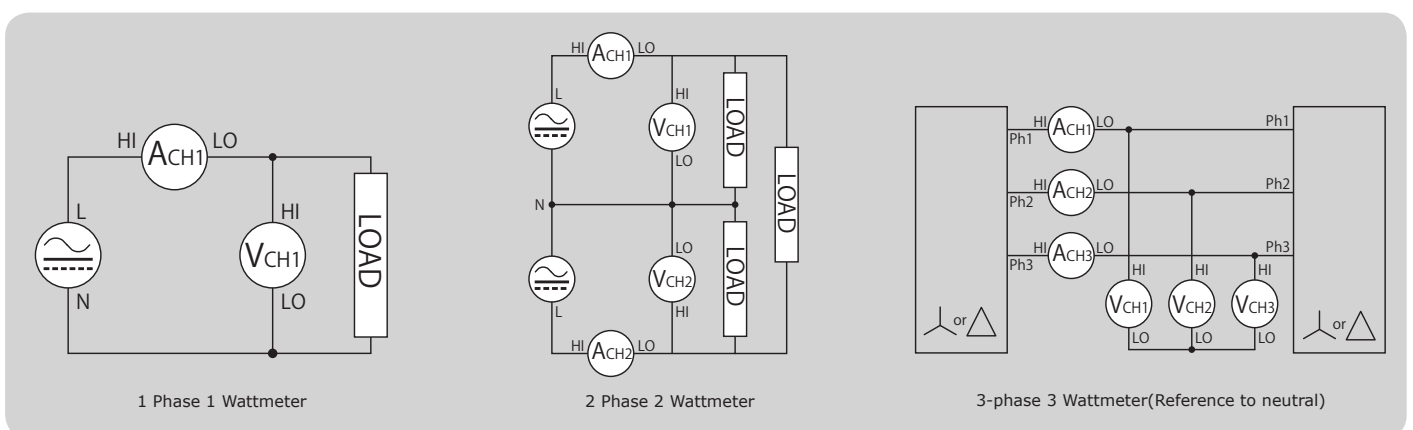 HI ACH1 LO
L
N
HI
VCH1
LO
LOAD
1 Phase 1 Wattmeter
HI ACH1 LO
L
HI
VCH1
LO
LOAD
LOAD
N
LO
VCH2
HI
LOAD
L
HI ACH2 LO
2 Phase 2 Wattmeter
HI ACH1 LO
Ph1
Ph1
HI ACH2 LO
Ph2
Ph2
HI ACH3 LO
Ph3
Ph3
HI
HI
HI
VCH1
VCH2
VCH3
LO
LO
LO
or
or
3-phase 3 Wattmeter(Reference to neutral)